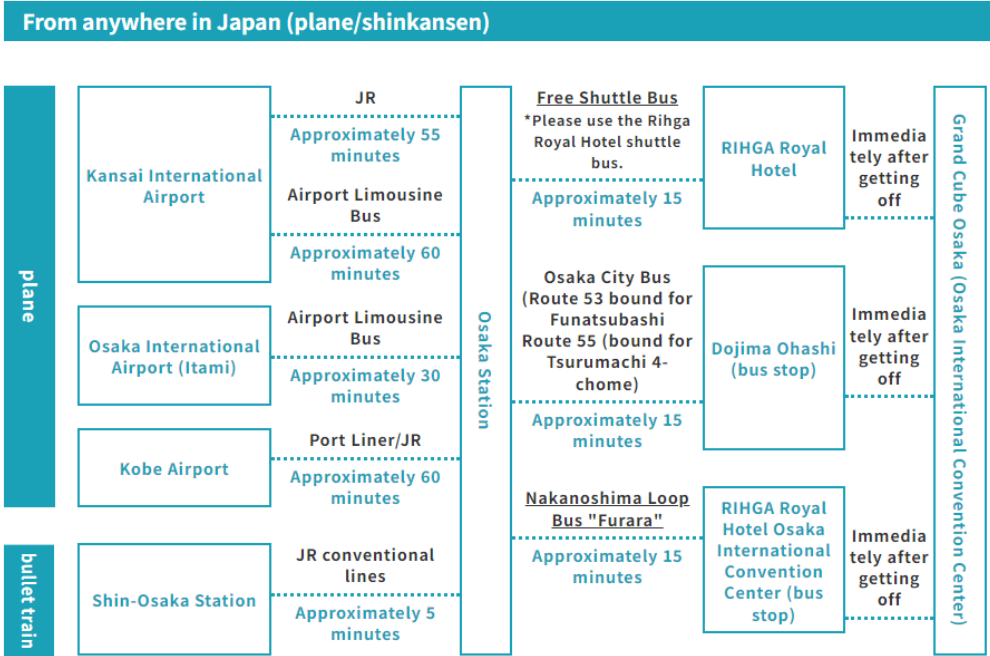 From anywhere in Japan (plane/shinkansen)
plane
Kansai International
Airport
JR
Approximately 55
minutes
Airport Limousine
Bus
Approximately 60
minutes
Osaka International
Airport (Itami)
Airport Limousine
Bus
Approximately 30
minutes
Kobe Airport
Port Liner/JR
Approximately 60
minutes
bullet train
Shin-Osaka Station
JR conventional
lines
Approximately 5
minutes
Osaka Station
Free Shuttle Bus
*Please use the Rihga
Royal Hotel shuttle
bus.
Approximately 15
minutes
RIHGA Royal
Hotel
Immedia
tely after
getting
off
Osaka City Bus
(Route 53 bound for
Funatsubashi
Route 55 (bound for
Tsurumachi 4-
chome)
Approximately 15
minutes
Dojima Ohashi
(bus stop)
Immedia
tely after
getting
off
Nakanoshima Loop
Bus "Furara"
Approximately 15
minutes
RIHGA Royal
Hotel Osaka
International
Convention
Center (bus
stop)
Immedia
tely after
getting
off
Grand Cube Osaka (Osaka International Convention Center)